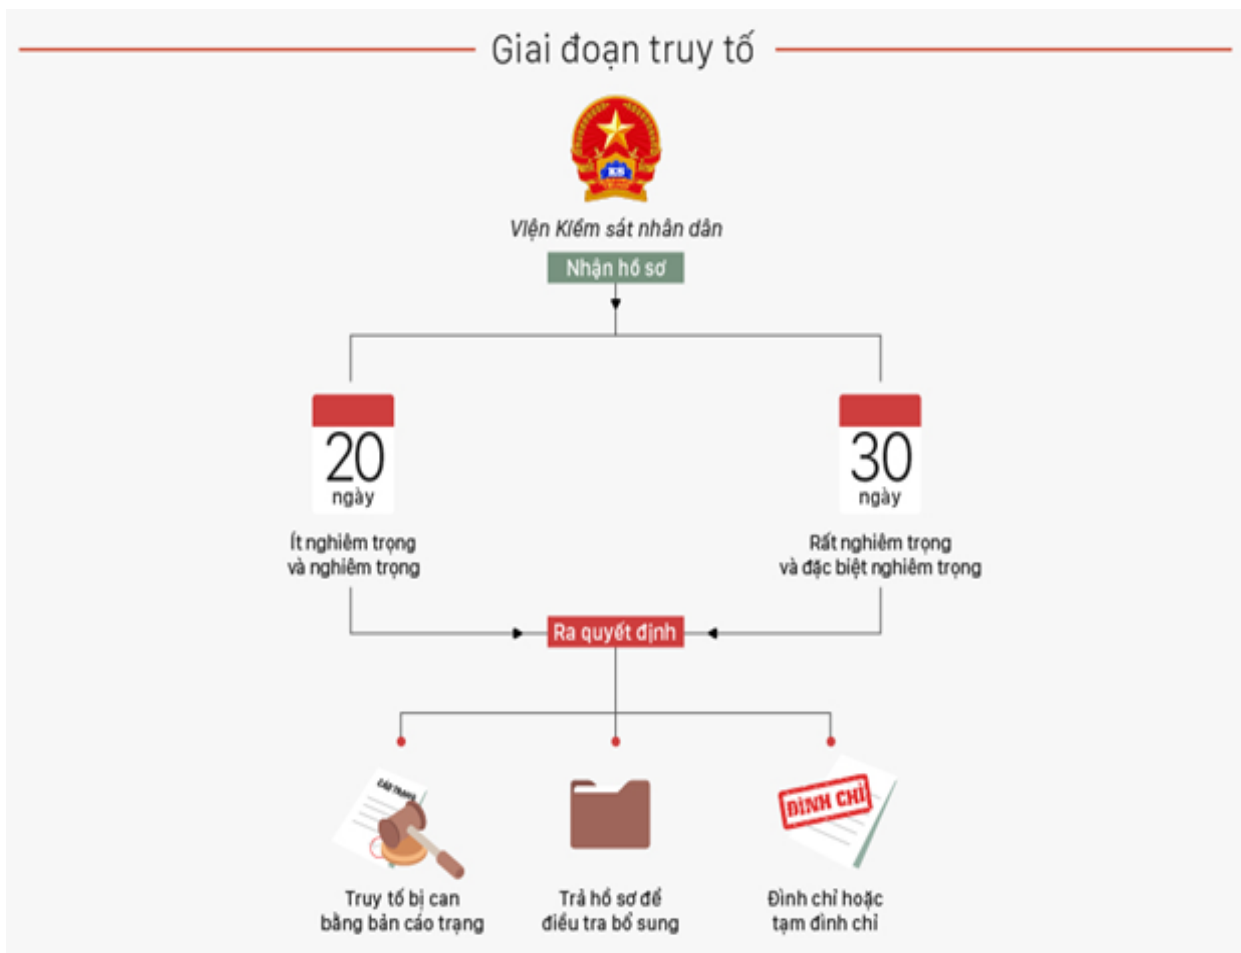 Giai đoạn truy tố
KS
Viện Kiểm sát nhân dân
Nhận hồ sơ
20
ngày
30
ngày
Ít nghiêm trọng
và nghiêm trọng
Rất nghiêm trọng
và đặc biệt nghiêm trọng
Ra quyết định
CÁO TRẠNG
ĐÌNH CHỈ
Truy tố bị can
bằng bản cáo trạng
Trả hồ sơ để
điều tra bổ sung
Đình chỉ hoặc
tạm đình chỉ